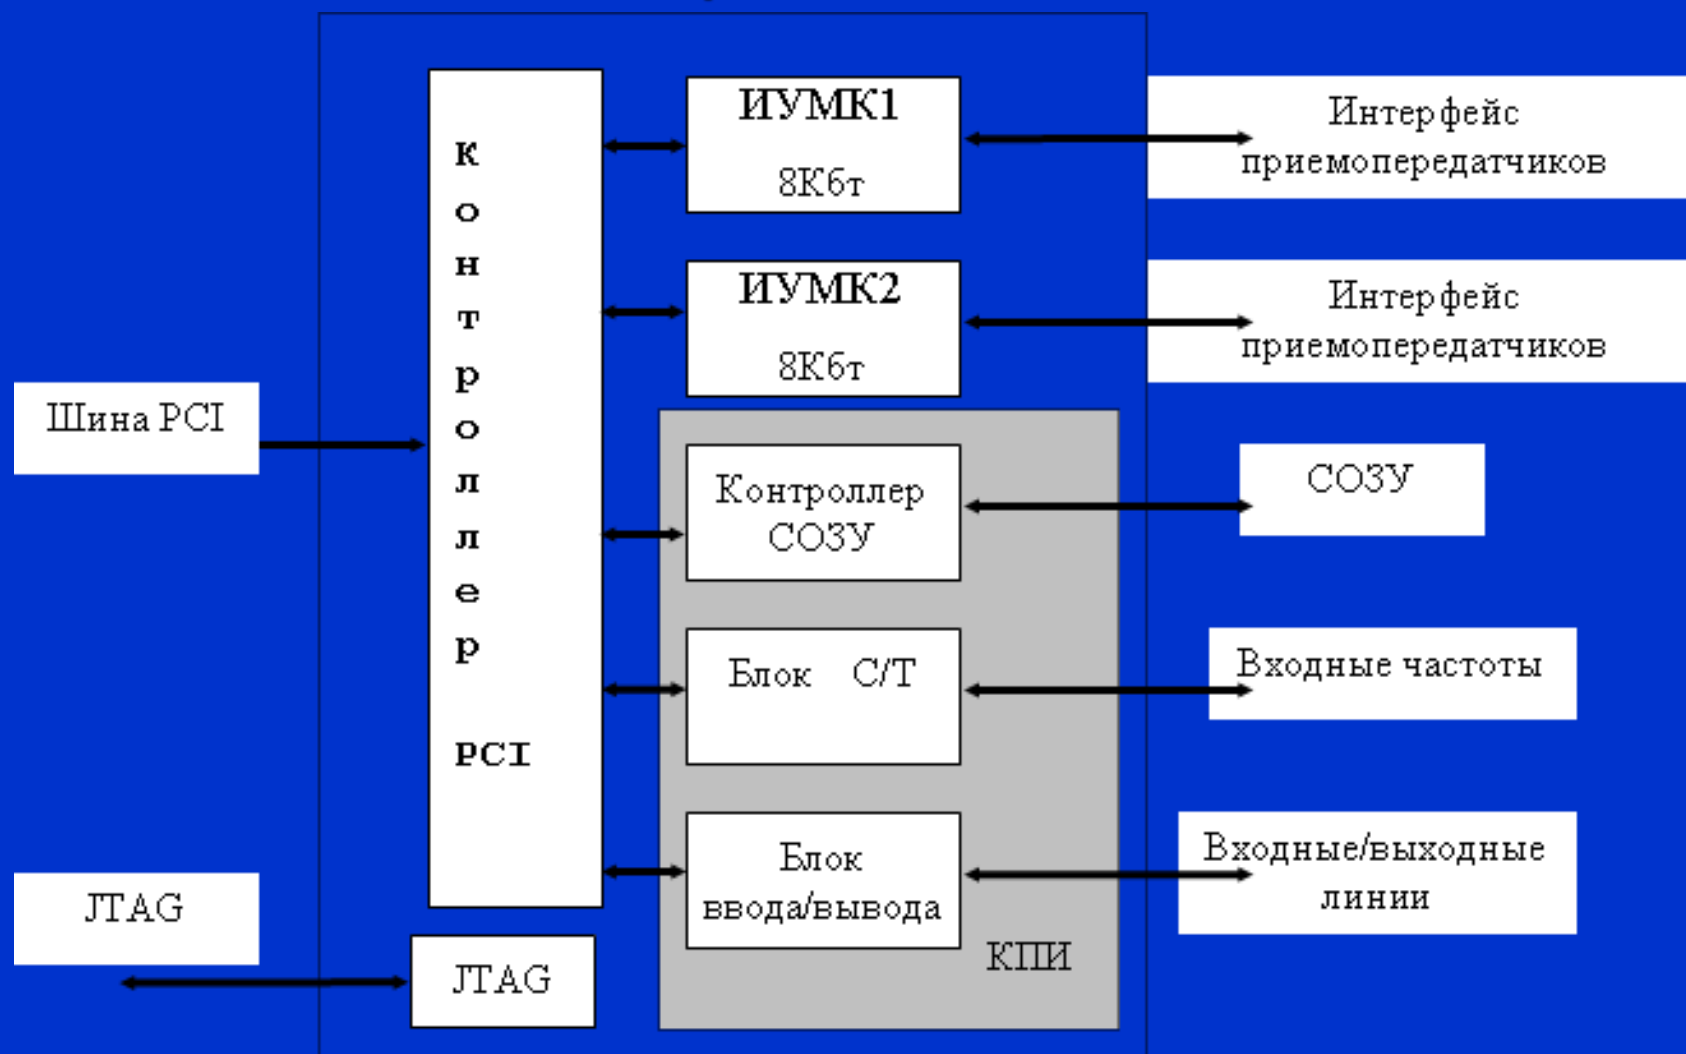 ИУМК1
8Кбт
Интерфейс
приемопередатчиков
К
о
н
т
р
о
л
л
е
р
PCI
ИУМК2
8Кбт
Интерфейс
приемопередатчиков
Шина PCI
Контроллер
СОЗУ
СОЗУ
Блок С/Т
Входные частоты
Блок
ввода/вывода
Входные/выходные
линии
КПИ
JTAG
JTAG